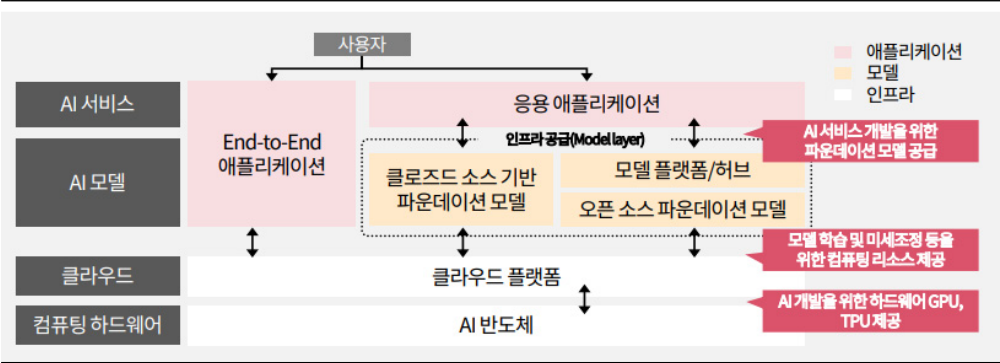 사용자
애플리케이션
모델
인프라
AI 서비스
End-to-End
애플리케이션
응용 애플리케이션
인프라 공급(Model layer)
AI 서비스 개발을 위한
파운데이션 모델 공급
AI 모델
클로즈드 소스 기반
파운데이션 모델
모델 플랫폼/허브
오픈 소스 파운데이션 모델
모델 학습 및 미세조정 등을
위한 컴퓨팅 리소스 제공
클라우드
클라우드 플랫폼
AI 개발을 위한 하드웨어 GPU,
TPU 제공
컴퓨팅 하드웨어
AI 반도체